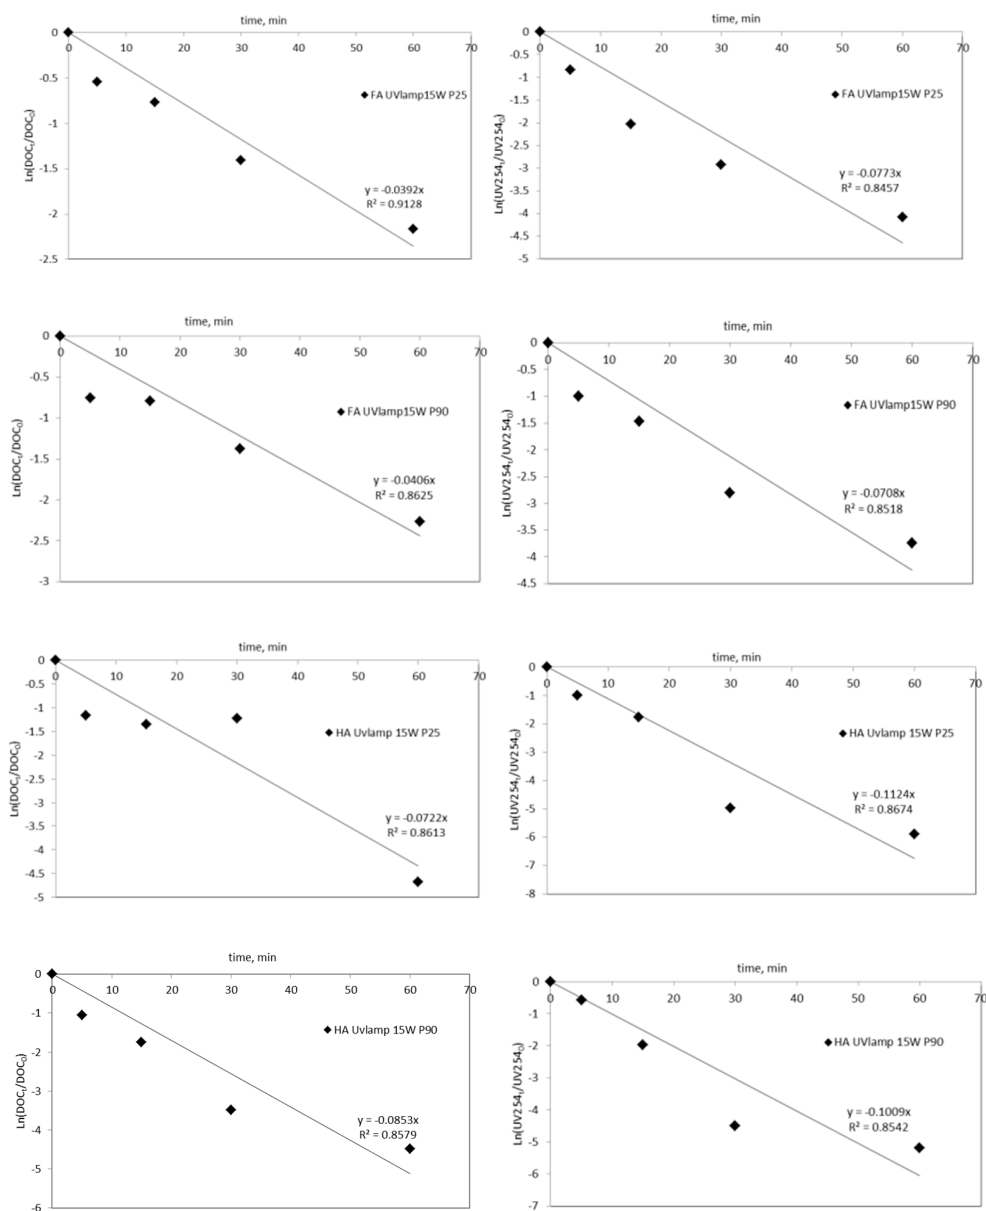 time, min
0
0 10 20 30 40 50 60 70
-0.5
-1
-1.5
-2
-2.5
Ln(DOCt/DOC0)
FA UVlamp15W P25
y = -0.0392x
R² = 0.9128
time, min
0
0 10 20 30 40 50 60 70
-0.5
-1
-1.5
-2
-2.5
-3
-3.5
-4
-4.5
-5
Ln(UV254t/UV2540)
FA UVlamp15W P25
y = -0.0773x
R² = 0.8457
time, min
0
0 10 20 30 40 50 60 70
-0.5
-1
-1.5
-2
-2.5
-3
Ln(DOCt/DOC0)
FA UVlamp15W P90
y = -0.0406x
R² = 0.8625
time, min
0
0 10 20 30 40 50 60 70
-0.5
-1
-1.5
-2
-2.5
-3
-3.5
-4
-4.5
Ln(UV254t/UV2540)
FA UVlamp15W P90
y = -0.0708x
R² = 0.8518
time, min
0
0 10 20 30 40 50 60 70
-0.5
-1
-1.5
-2
-2.5
-3
-3.5
-4
-4.5
-5
Ln(DOCt/DOC0)
HA Uvlamp 15W P25
y = -0.0722x
R² = 0.8613
time, min
0
0 10 20 30 40 50 60 70
-1
-2
-3
-4
-5
-6
-7
-8
Ln(UV254t/UV2540)
HA UVlamp 15W P25
y = -0.1124x
R² = 0.8674
time, min
0
0 10 20 30 40 50 60 70
-1
-2
-3
-4
-5
-6
Ln(DOCt/DOC0)
HA Uvlamp 15W P90
y = -0.0853x
R² = 0.8579
time, min
0
0 10 20 30 40 50 60 70
-1
-2
-3
-4
-5
-6
-7
Ln(UV254t/UV2540)
HA UVlamp 15W P90
y = -0.1009x
R² = 0.8542